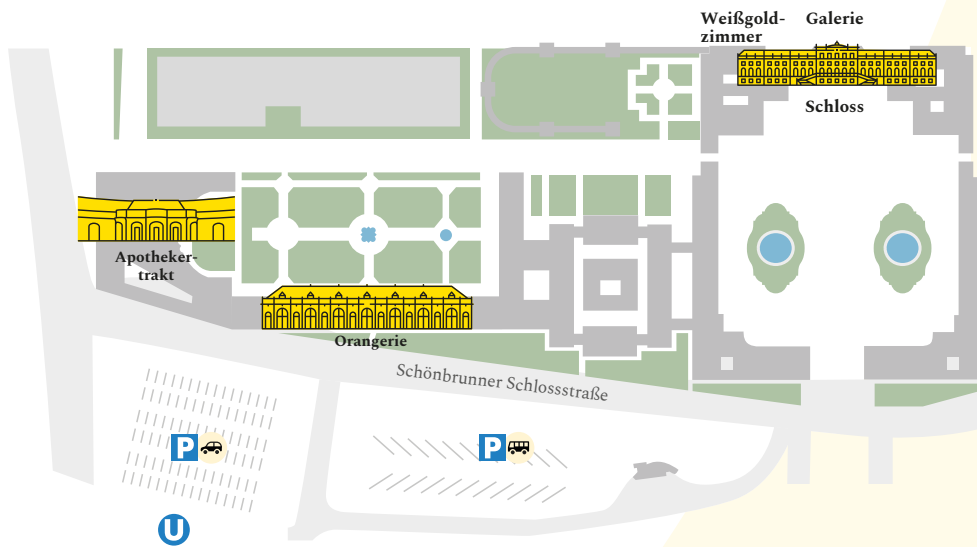 Weißgold-
zimmer
Galerie
Schloss
Apotheker-
trakt
Orangerie
Schönbrunner Schlossstraße
P
P
U